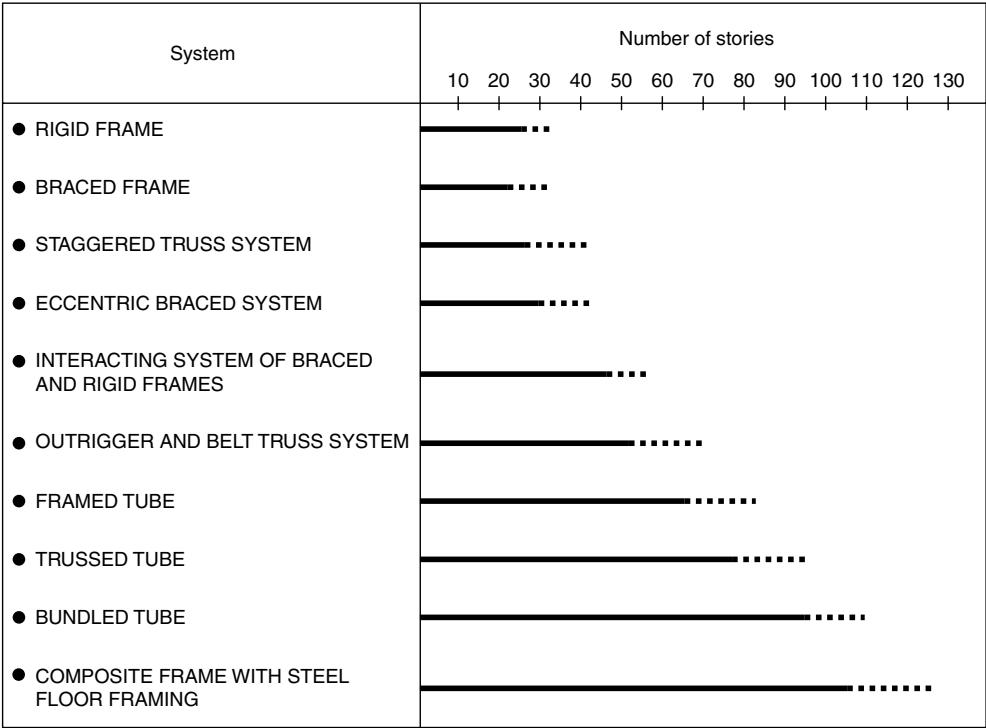 System
Number of stories
10 20 30 40 50 60 70 80 90 100 110 120 130
● RIGID FRAME
● BRACED FRAME
● STAGGERED TRUSS SYSTEM
● ECCENTRIC BRACED SYSTEM
● INTERACTING SYSTEM OF BRACED
AND RIGID FRAMES
● OUTRIGGER AND BELT TRUSS SYSTEM
● FRAMED TUBE
● TRUSSED TUBE
● BUNDLED TUBE
● COMPOSITE FRAME WITH STEEL
FLOOR FRAMING